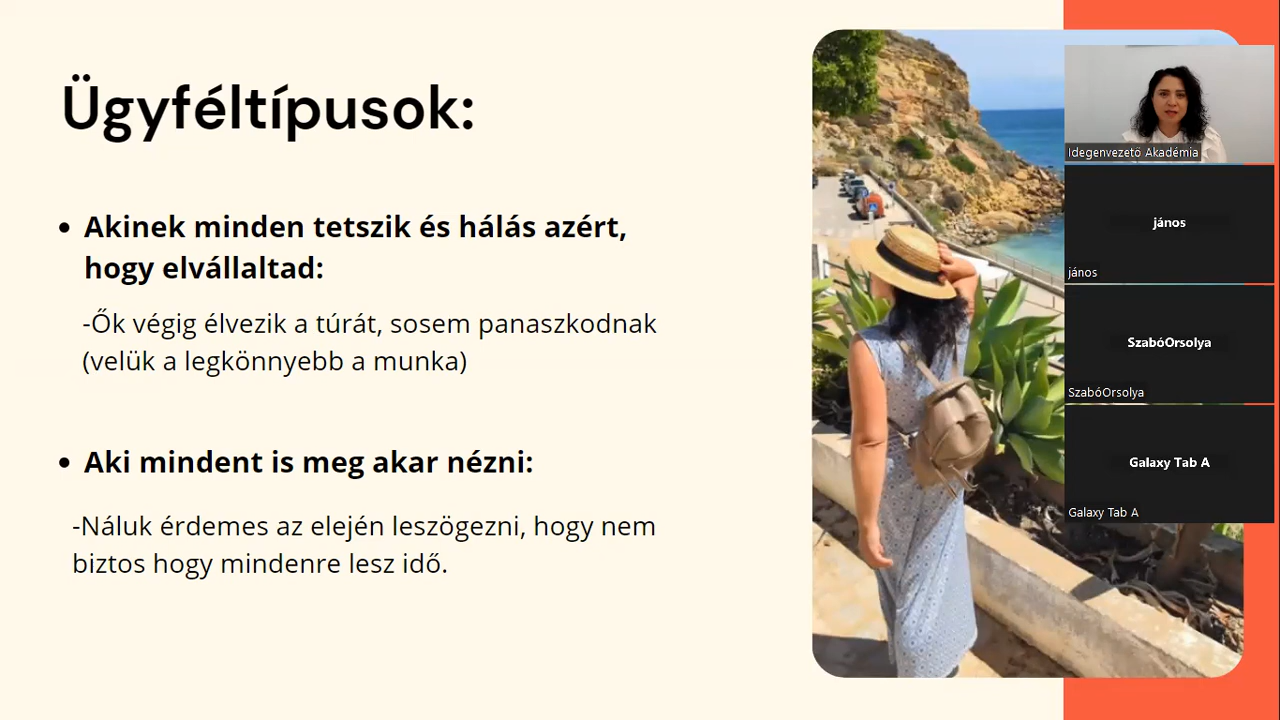 Ügyféltípusok:
• Akinek minden tetszik és hálás azért,
hogy elvállaltad:
-Ők végig élvezik a túrát, sosem panaszkodnak
(velük a legkönnyebb a munka)
• Aki mindent is meg akar nézni:
-Náluk érdemes az elején leszögezni, hogy nem
biztos hogy mindenre lesz idő.
Idegenvezető Akadémia
jános
jános
SzabóOrsolya
SzabóOrsolya
Galaxy Tab A
Galaxy Tab A